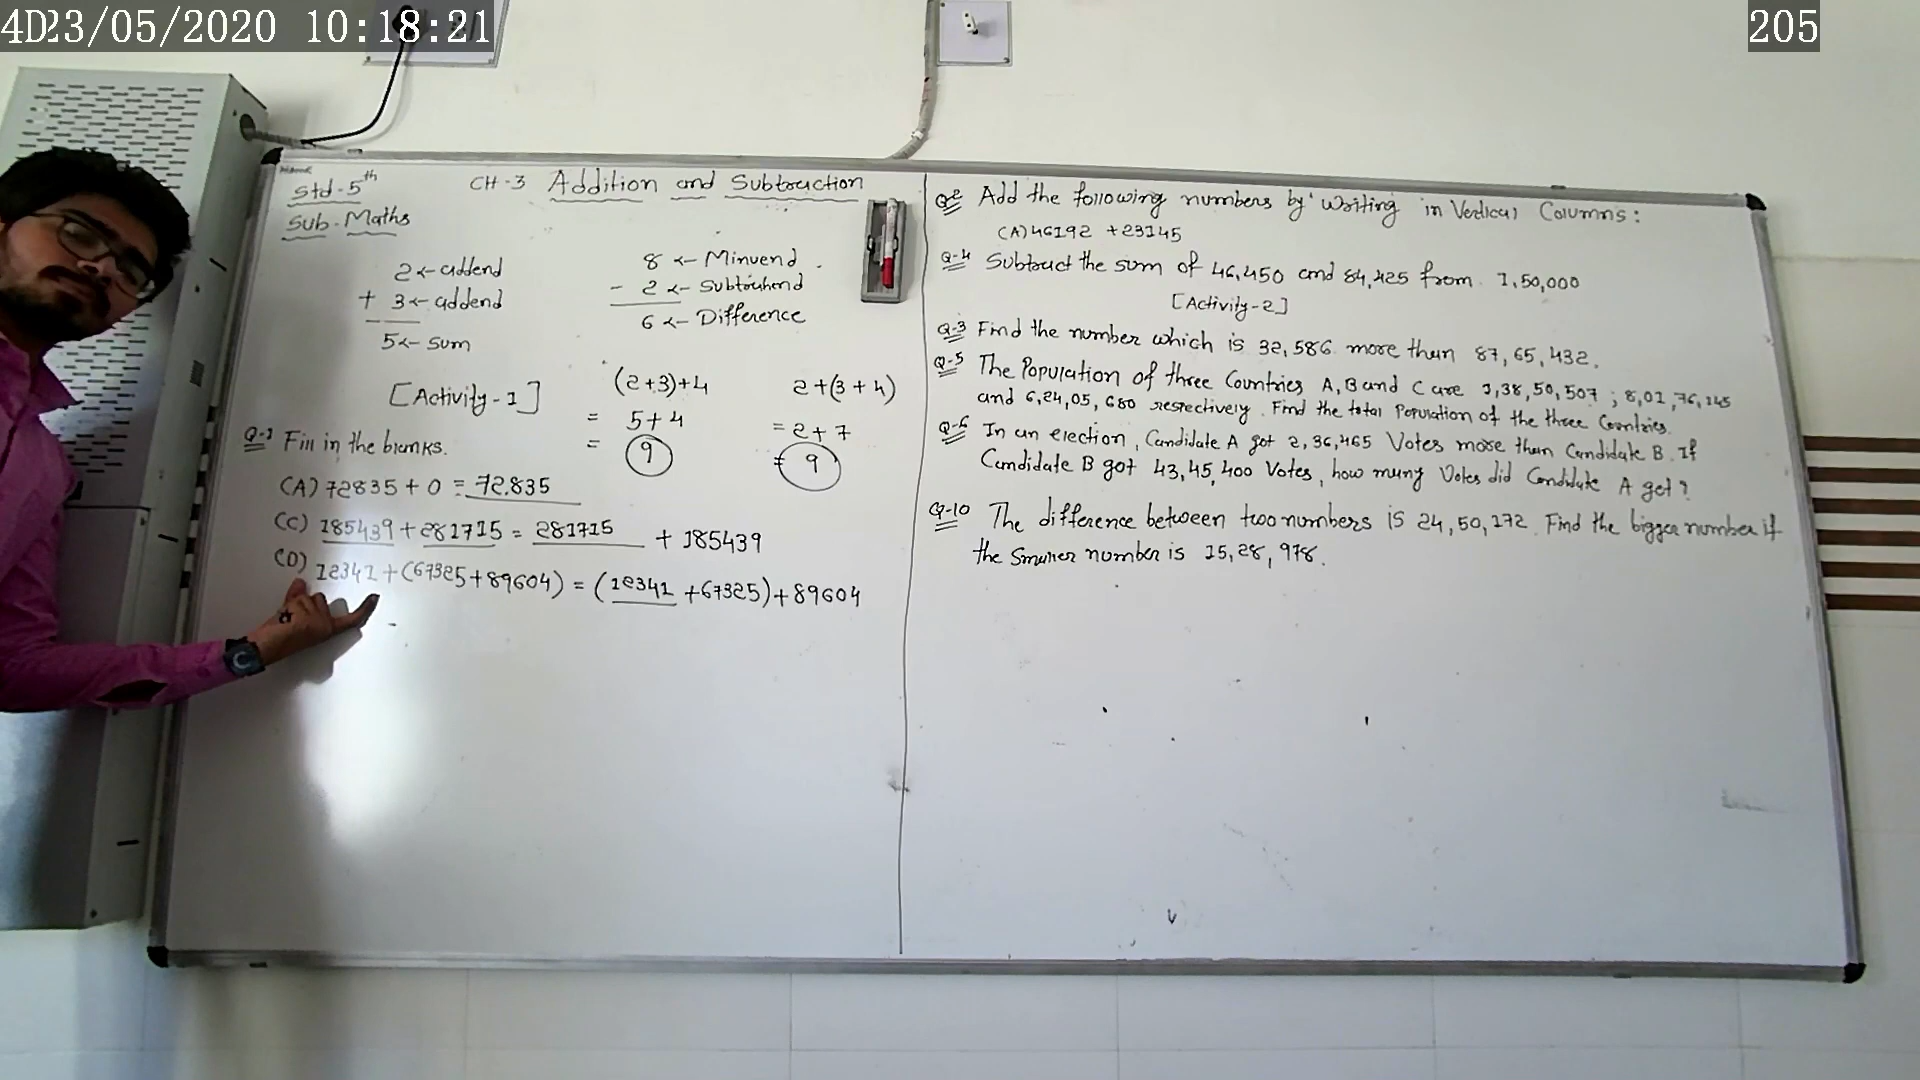 4D23/05/2020 10:18:21
205
Std-5th
Sub-Maths
CH-3 Addition and Subtraction
2 <- addend
+ 3 <- addend
5 <- Sum
8 <- Minuend
- 2 <- Subtrahend
6 <- Difference
[Activity-1]
(2+3)+4
= 5+4
= 9
2+(3+4)
= 2+7
= 9
Q-1 Fill in the blanks.
(A) 72835 + 0 = 72835
(C) 185439 + 281715 = 281715 + 185439
(D) 12341 + (67325+89604) = (12341 + 67325) + 89604
Q-2 Add the following numbers by writing in Vertical Columns:
(A) 46192 + 23145
Q-4 Subtract the sum of 46,450 and 84,425 from 1,50,000
[Activity-2]
Q-3 Find the number which is 32,586 more than 87,65,432.
Q-5 The Population of three Countries A, B and C are 1,38,50,507 ; 8,01,76,145
and 6,24,05,680 respectively. Find the total Population of the three Countries.
Q-6 In an election, Candidate A got 2,36,465 Votes more than Candidate B. If
Candidate B got 43,45,400 Votes, how many Votes did Candidate A get?
Q-10 The difference between two numbers is 24,50,172. Find the bigger number if
the Smaller number is 15,28,978.